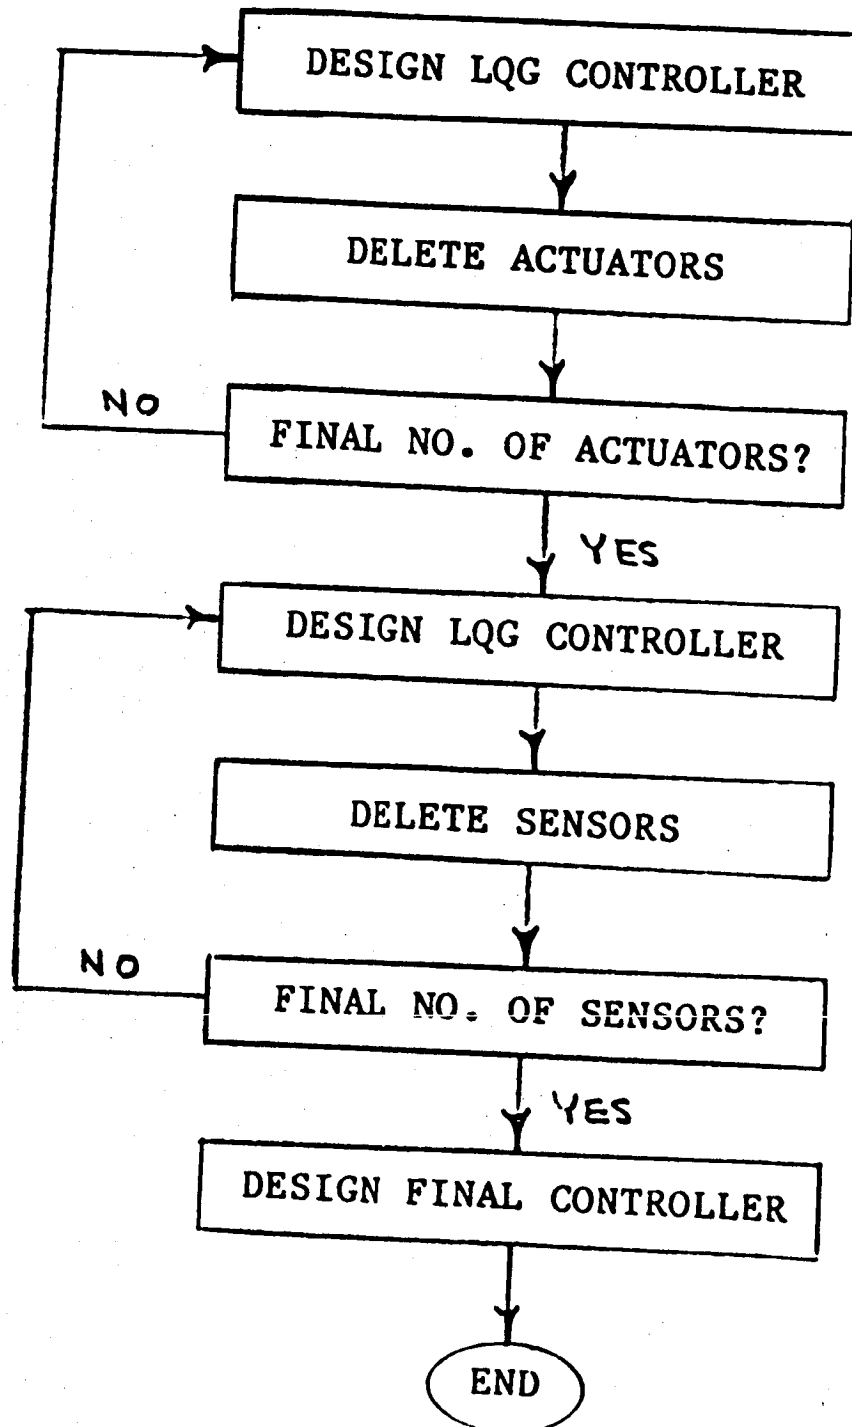 DESIGN LQG CONTROLLER
DELETE ACTUATORS
NO
FINAL NO. OF ACTUATORS?
YES
DESIGN LQG CONTROLLER
DELETE SENSORS
NO
FINAL NO. OF SENSORS?
YES
DESIGN FINAL CONTROLLER
END